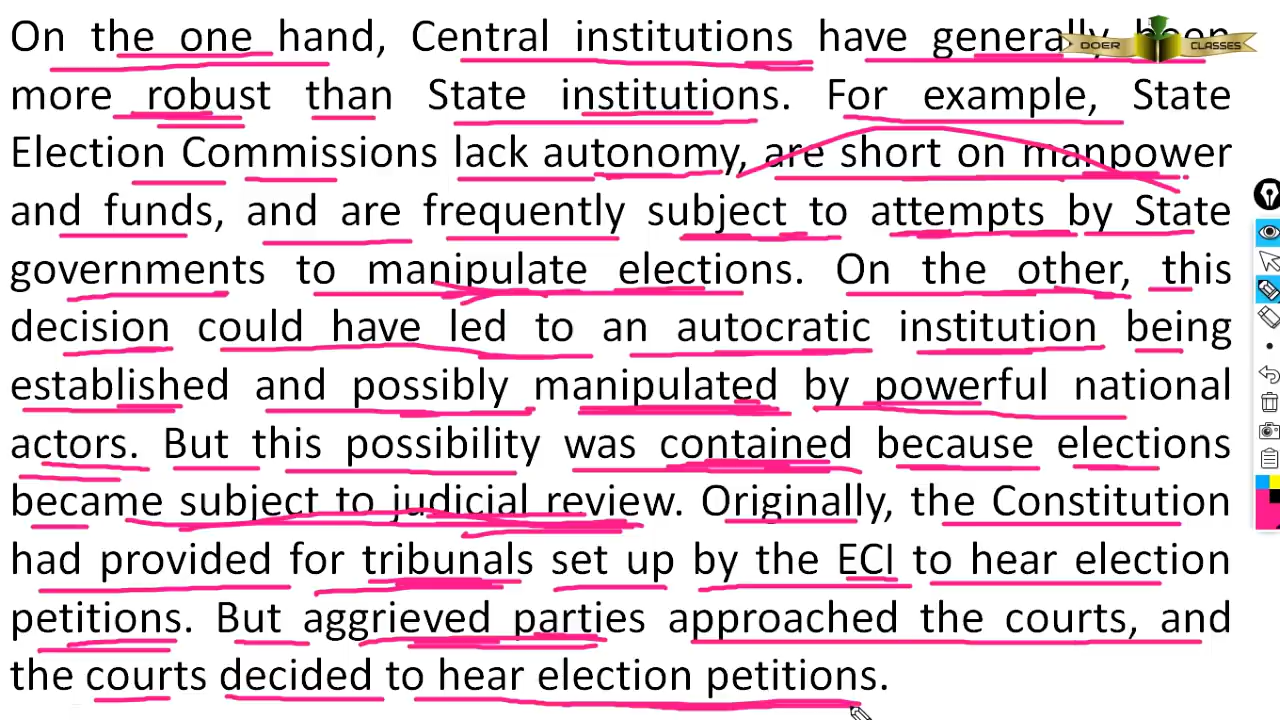 On the one hand, Central institutions have generally been
DOER CLASSES
more robust than State institutions. For example, State
Election Commissions lack autonomy, are short on manpower
and funds, and are frequently subject to attempts by State
governments to manipulate elections. On the other, this
decision could have led to an autocratic institution being
established and possibly manipulated by powerful national
actors. But this possibility was contained because elections
became subject to judicial review. Originally, the Constitution
had provided for tribunals set up by the ECI to hear election
petitions. But aggrieved parties approached the courts, and
the courts decided to hear election petitions.